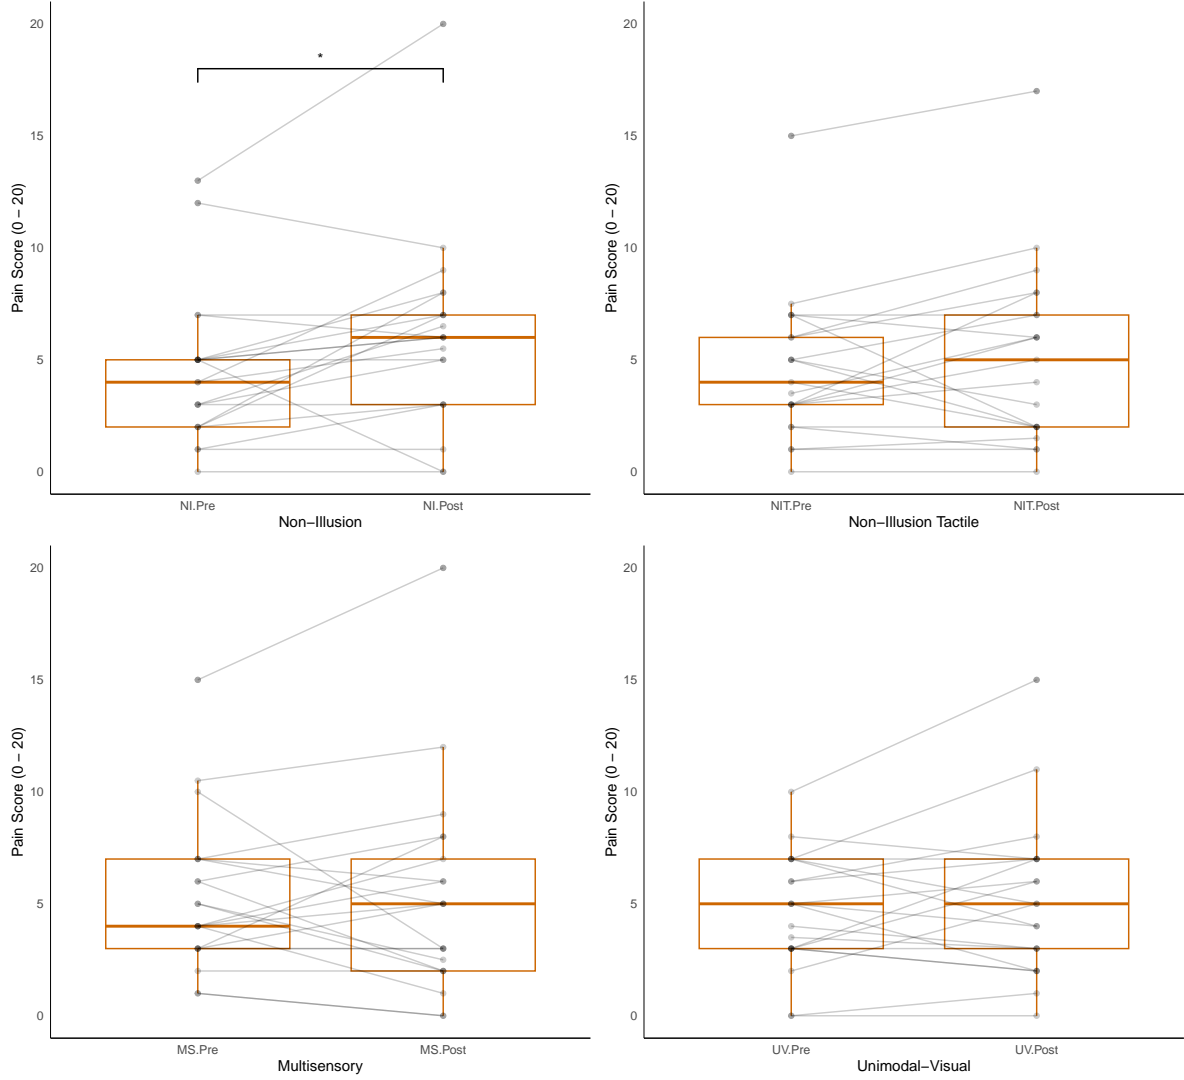 20
15
10
5
0
Pain Score (0 − 20)
*
NI.Pre
NI.Post
Non−Illusion
20
15
10
5
0
Pain Score (0 − 20)
NIT.Pre
NIT.Post
Non−Illusion Tactile
20
15
10
5
0
Pain Score (0 − 20)
MS.Pre
MS.Post
Multisensory
20
15
10
5
0
Pain Score (0 − 20)
UV.Pre
UV.Post
Unimodal−Visual